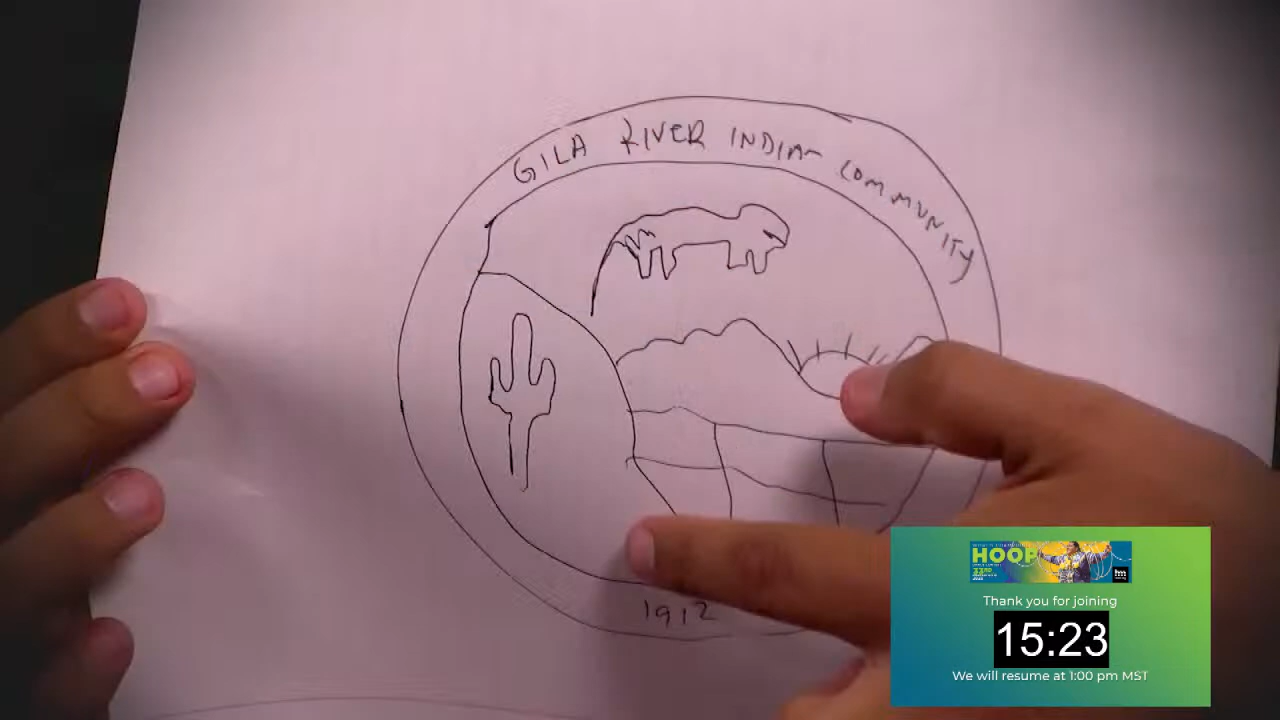 GILA RIVER INDIAN COMMUNITY
1912
HOOP
33RD
Thank you for joining
15:23
We will resume at 1:00 pm MST